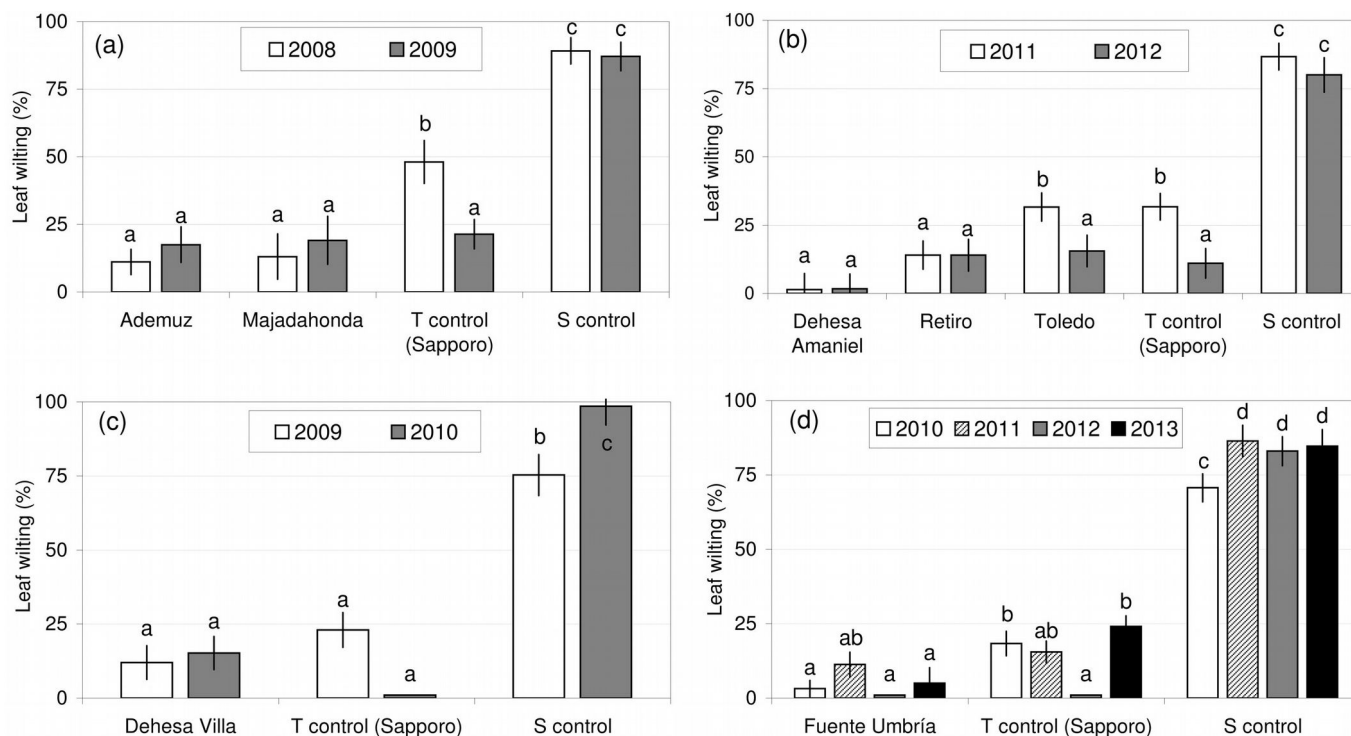 (a)
2008 2009
Leaf wilting (%)
100
75
50
25
0
a a a a b a c c
Ademuz Majadahonda T control S control
(Sapporo)
(b)
2011 2012
Leaf wilting (%)
100
75
50
25
0
a a a a b a b a c c
Dehesa Retiro Toledo T control S control
Amaniel (Sapporo)
(c)
2009 2010
Leaf wilting (%)
100
75
50
25
0
a a a a b c
Dehesa Villa T control (Sapporo) S control
(d)
2010 2011 2012 2013
Leaf wilting (%)
100
75
50
25
0
a ab a a b ab a b c d d d
Fuente Umbría T control (Sapporo) S control